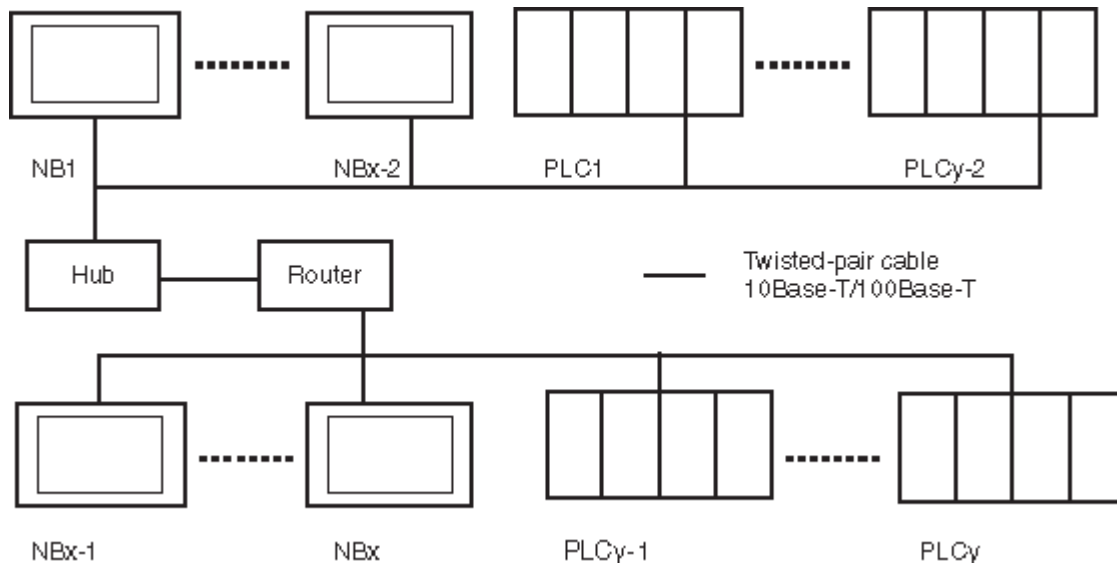 NB1
NBx-2
PLC1
PLCy-2
Hub
Router
Twisted-pair cable
10Base-T/100Base-T
NBx-1
NBx
PLCy-1
PLCy